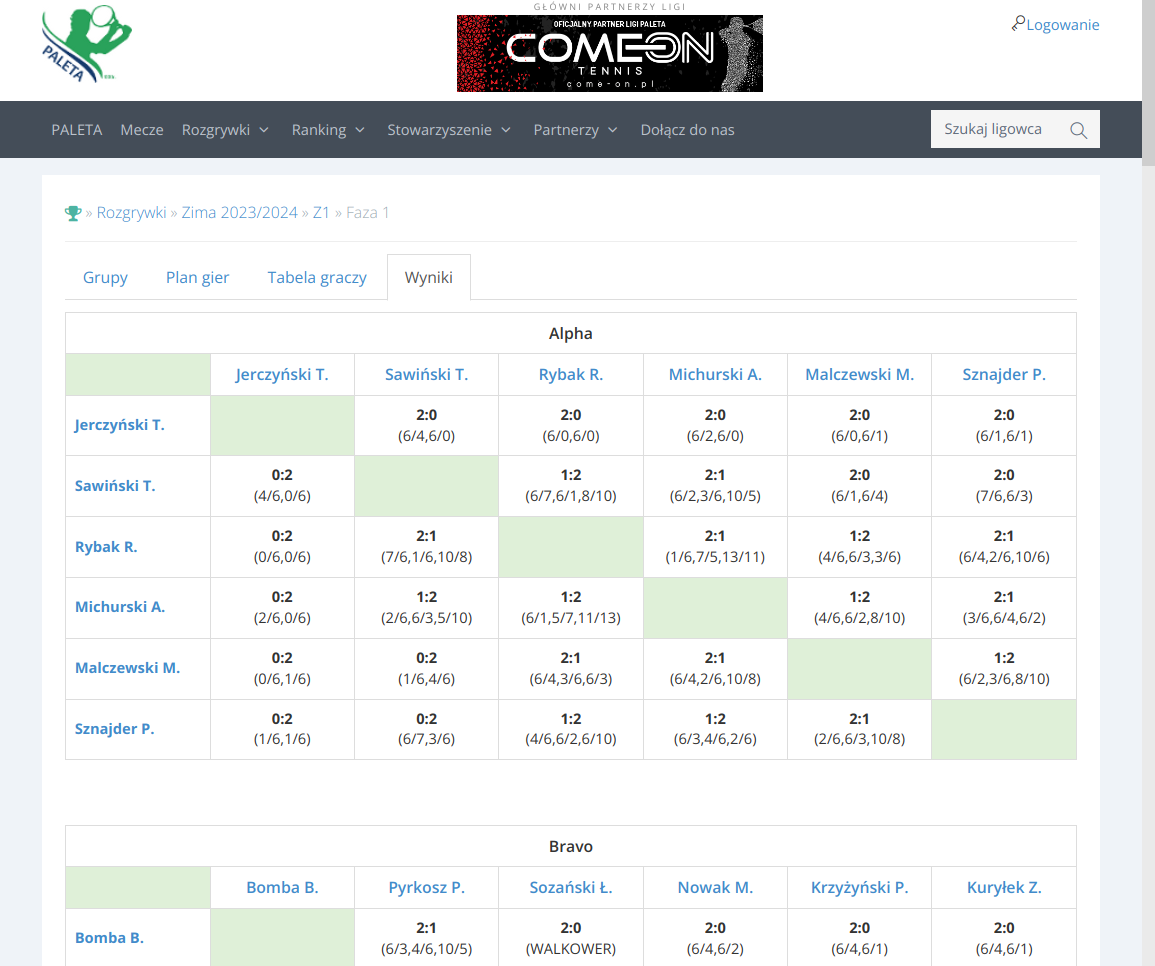 GŁÓWNI PARTNERZY LIGI
OFICJALNY PARTNER LIGI PALETA
COMEON
TENNIS
come-on.pl
PALETA
Logowanie
PALETA Mecze Rozgrywki Ranking Stowarzyszenie Partnerzy Dołącz do nas Szukaj ligowca
» Rozgrywki » Zima 2023/2024 » Z1 » Faza 1
Grupy Plan gier Tabela graczy Wyniki
Alpha
Jerczyński T. Sawiński T. Rybak R. Michurski A. Malczewski M. Sznajder P.
Jerczyński T. 2:0 2:0 2:0 2:0 2:0
(6/4,6/0) (6/0,6/0) (6/2,6/0) (6/0,6/1) (6/1,6/1)
Sawiński T. 0:2 1:2 2:1 2:0 2:0
(4/6,0/6) (6/7,6/1,8/10) (6/2,3/6,10/5) (6/1,6/4) (7/6,6/3)
Rybak R. 0:2 2:1 2:1 1:2 2:1
(0/6,0/6) (7/6,1/6,10/8) (1/6,7/5,13/11) (4/6,6/3,3/6) (6/4,2/6,10/6)
Michurski A. 0:2 1:2 1:2 1:2 2:1
(2/6,0/6) (2/6,6/3,5/10) (6/1,5/7,11/13) (4/6,6/2,8/10) (3/6,6/4,6/2)
Malczewski M. 0:2 0:2 2:1 2:1 1:2
(0/6,1/6) (1/6,4/6) (6/4,3/6,6/3) (6/4,2/6,10/8) (6/2,3/6,8/10)
Sznajder P. 0:2 0:2 1:2 1:2 2:1
(1/6,1/6) (6/7,3/6) (4/6,6/2,6/10) (6/3,4/6,2/6) (2/6,6/3,10/8)
Bravo
Bomba B. Pyrkosz P. Sozański Ł. Nowak M. Krzyżyński P. Kuryłek Z.
Bomba B. 2:1 2:0 2:0 2:0 2:0
(6/3,4/6,10/5) (WALKOWER) (6/4,6/2) (6/4,6/1) (6/4,6/1)